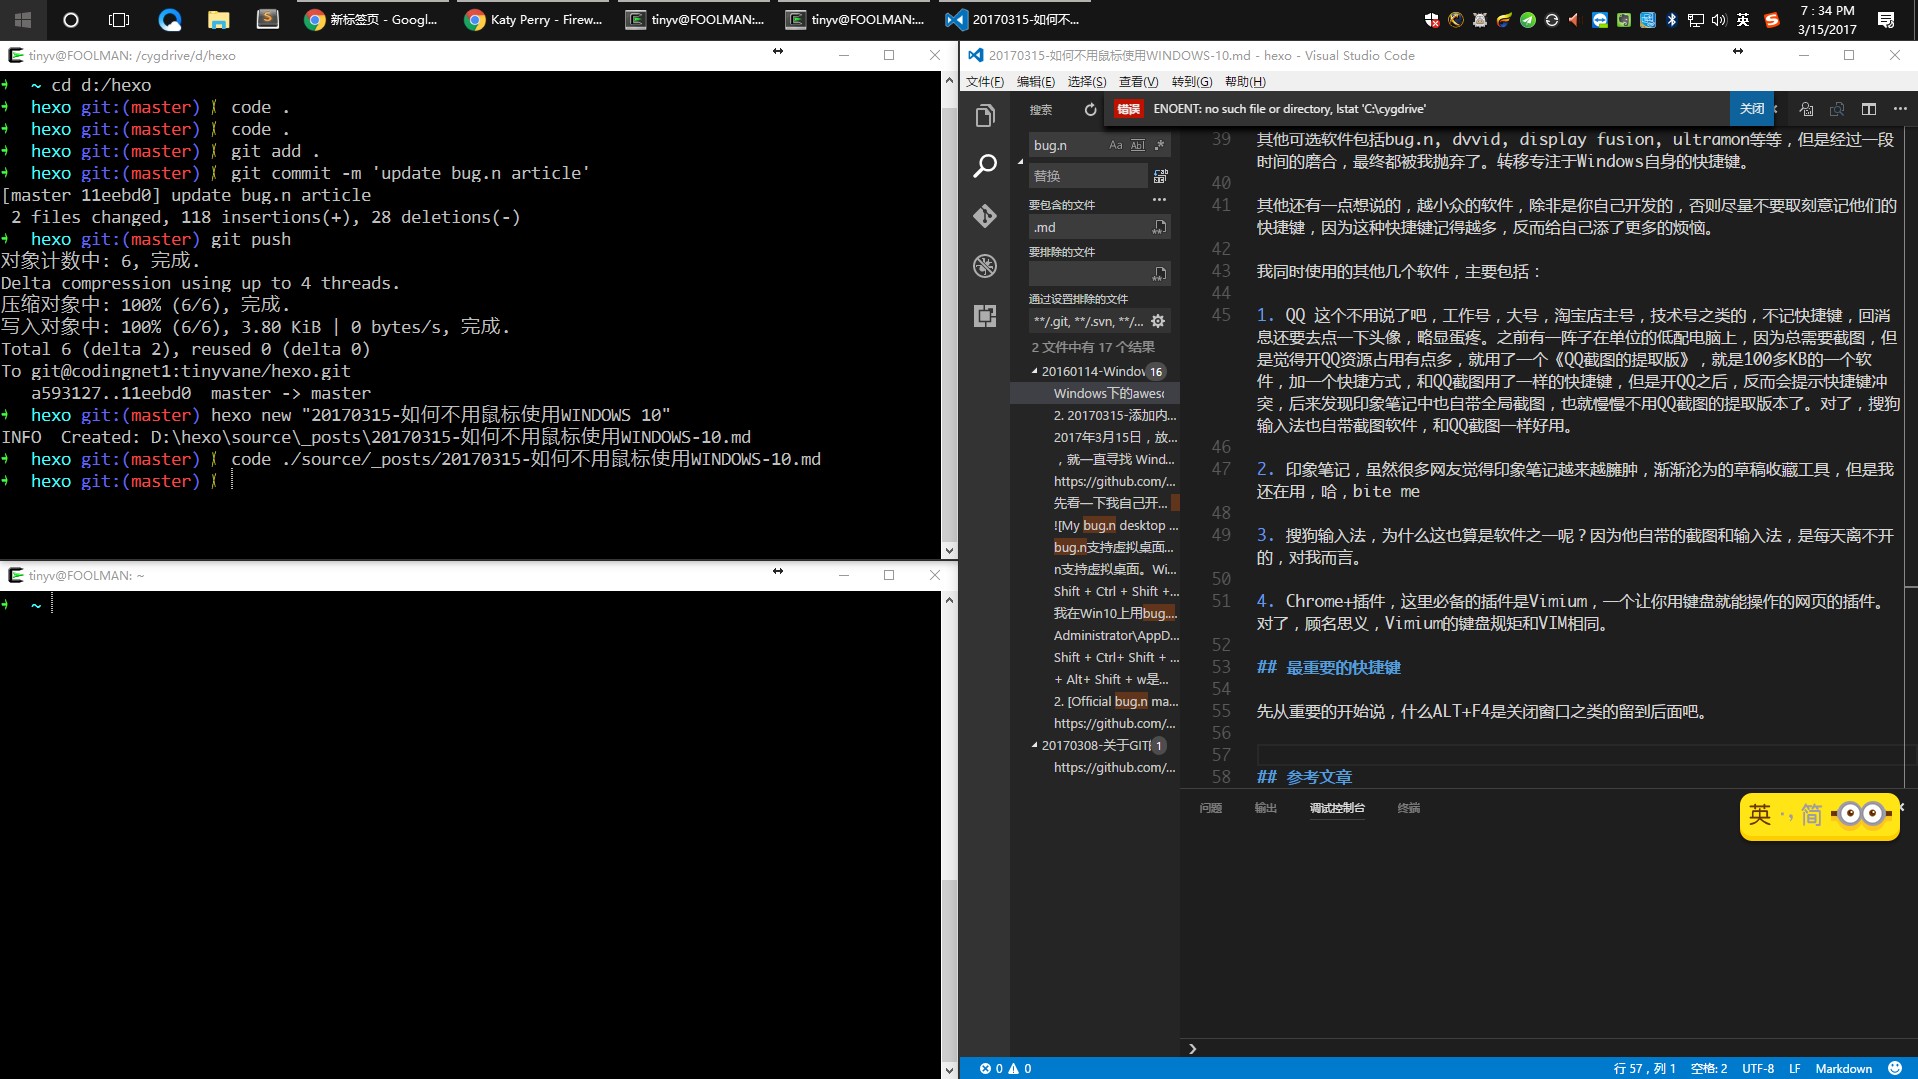 新标签页 - Googl...
Katy Perry - Firew...
tinyv@FOOLMAN:...
tinyv@FOOLMAN:...
20170315-如何不...
英
7 : 34 PM
3/15/2017
tinyv@FOOLMAN: /cygdrive/d/hexo
~ cd d:/hexo
hexo git:(master) code .
hexo git:(master) code .
hexo git:(master) git add .
hexo git:(master) git commit -m 'update bug.n article'
[master 11eebd0] update bug.n article
2 files changed, 118 insertions(+), 28 deletions(-)
hexo git:(master) git push
对象计数中: 6, 完成.
Delta compression using up to 4 threads.
压缩对象中: 100% (6/6), 完成.
写入对象中: 100% (6/6), 3.80 KiB | 0 bytes/s, 完成.
Total 6 (delta 2), reused 0 (delta 0)
To git@codingnet1:tinyvane/hexo.git
a593127..11eebd0  master -> master
hexo git:(master) hexo new "20170315-如何不用鼠标使用WINDOWS 10"
INFO  Created: D:\hexo\source\_posts\20170315-如何不用鼠标使用WINDOWS-10.md
hexo git:(master) code ./source/_posts/20170315-如何不用鼠标使用WINDOWS-10.md
hexo git:(master)
tinyv@FOOLMAN: ~
~
20170315-如何不用鼠标使用WINDOWS-10.md - hexo - Visual Studio Code
文件(F) 编辑(E) 选择(S) 查看(V) 转到(G) 帮助(H)
搜索
错误 ENOENT: no such file or directory, lstat 'C:\cygdrive' 关闭
bug.n Aa Abl .*
替换
要包含的文件 ...
.md
要排除的文件
通过设置排除的文件
**/.git, **/.svn, **/...
2 文件中有 17 个结果
20160114-Window 16
Windows下的aweso
2. 20170315-添加内...
2017年3月15日，放...
，就一直寻找 Wind...
https://github.com/...
先看一下我自己开...
![My bug.n desktop ...
bug.n支持虚拟桌面...
n支持虚拟桌面。Wi...
Shift + Ctrl + Shift +...
我在Win10上用bug....
Administrator\AppD...
Shift + Ctrl+ Shift + ...
+ Alt+ Shift + w是...
2. [Official bug.n ma...
https://github.com/...
20170308-关于GIT 1
https://github.com/...
39 其他可选软件包括bug.n, dvvid, display fusion, ultramon等等，但是经过一段
时间的磨合，最终都被我抛弃了。转移专注于Windows自身的快捷键。
40
41 其他还有一点想说的，越小众的软件，除非是你自己开发的，否则尽量不要取刻意记他们的
快捷键，因为这种快捷键记得越多，反而给自己添了更多的烦恼。
42
43 我同时使用的其他几个软件，主要包括：
44
45 1. QQ 这个不用说了吧，工作号，大号，淘宝店主号，技术号之类的，不记快捷键，回消
息还要去点一下头像，略显蛋疼。之前有一阵子在单位的低配电脑上，因为总需要截图，但
是觉得开QQ资源占用有点多，就用了一个《QQ截图的提取版》，就是100多KB的一个软
件，加一个快捷方式，和QQ截图用了一样的快捷键，但是开QQ之后，反而会提示快捷键冲
突，后来发现印象笔记中也自带全局截图，也就慢慢不用QQ截图的提取版本了。对了，搜狗
输入法也自带截图软件，和QQ截图一样好用。
46
47 2. 印象笔记，虽然很多网友觉得印象笔记越来越臃肿，渐渐沦为的草稿收藏工具，但是我
还在用，哈，bite me
48
49 3. 搜狗输入法，为什么这也算是软件之一呢？因为他自带的截图和输入法，是每天离不开
的，对我而言。
50
51 4. Chrome+插件，这里必备的插件是Vimium，一个让你用键盘就能操作的网页的插件。
对了，顾名思义，Vimium的键盘规矩和VIM相同。
52
53 ## 最重要的快捷键
54
55 先从重要的开始说，什么ALT+F4是关闭窗口之类的留到后面吧。
56
57
58 ## 参考文章
问题 输出 调试控制台 终端
英 ·, 简
0 0
行 57，列 1 空格: 2 UTF-8 LF Markdown